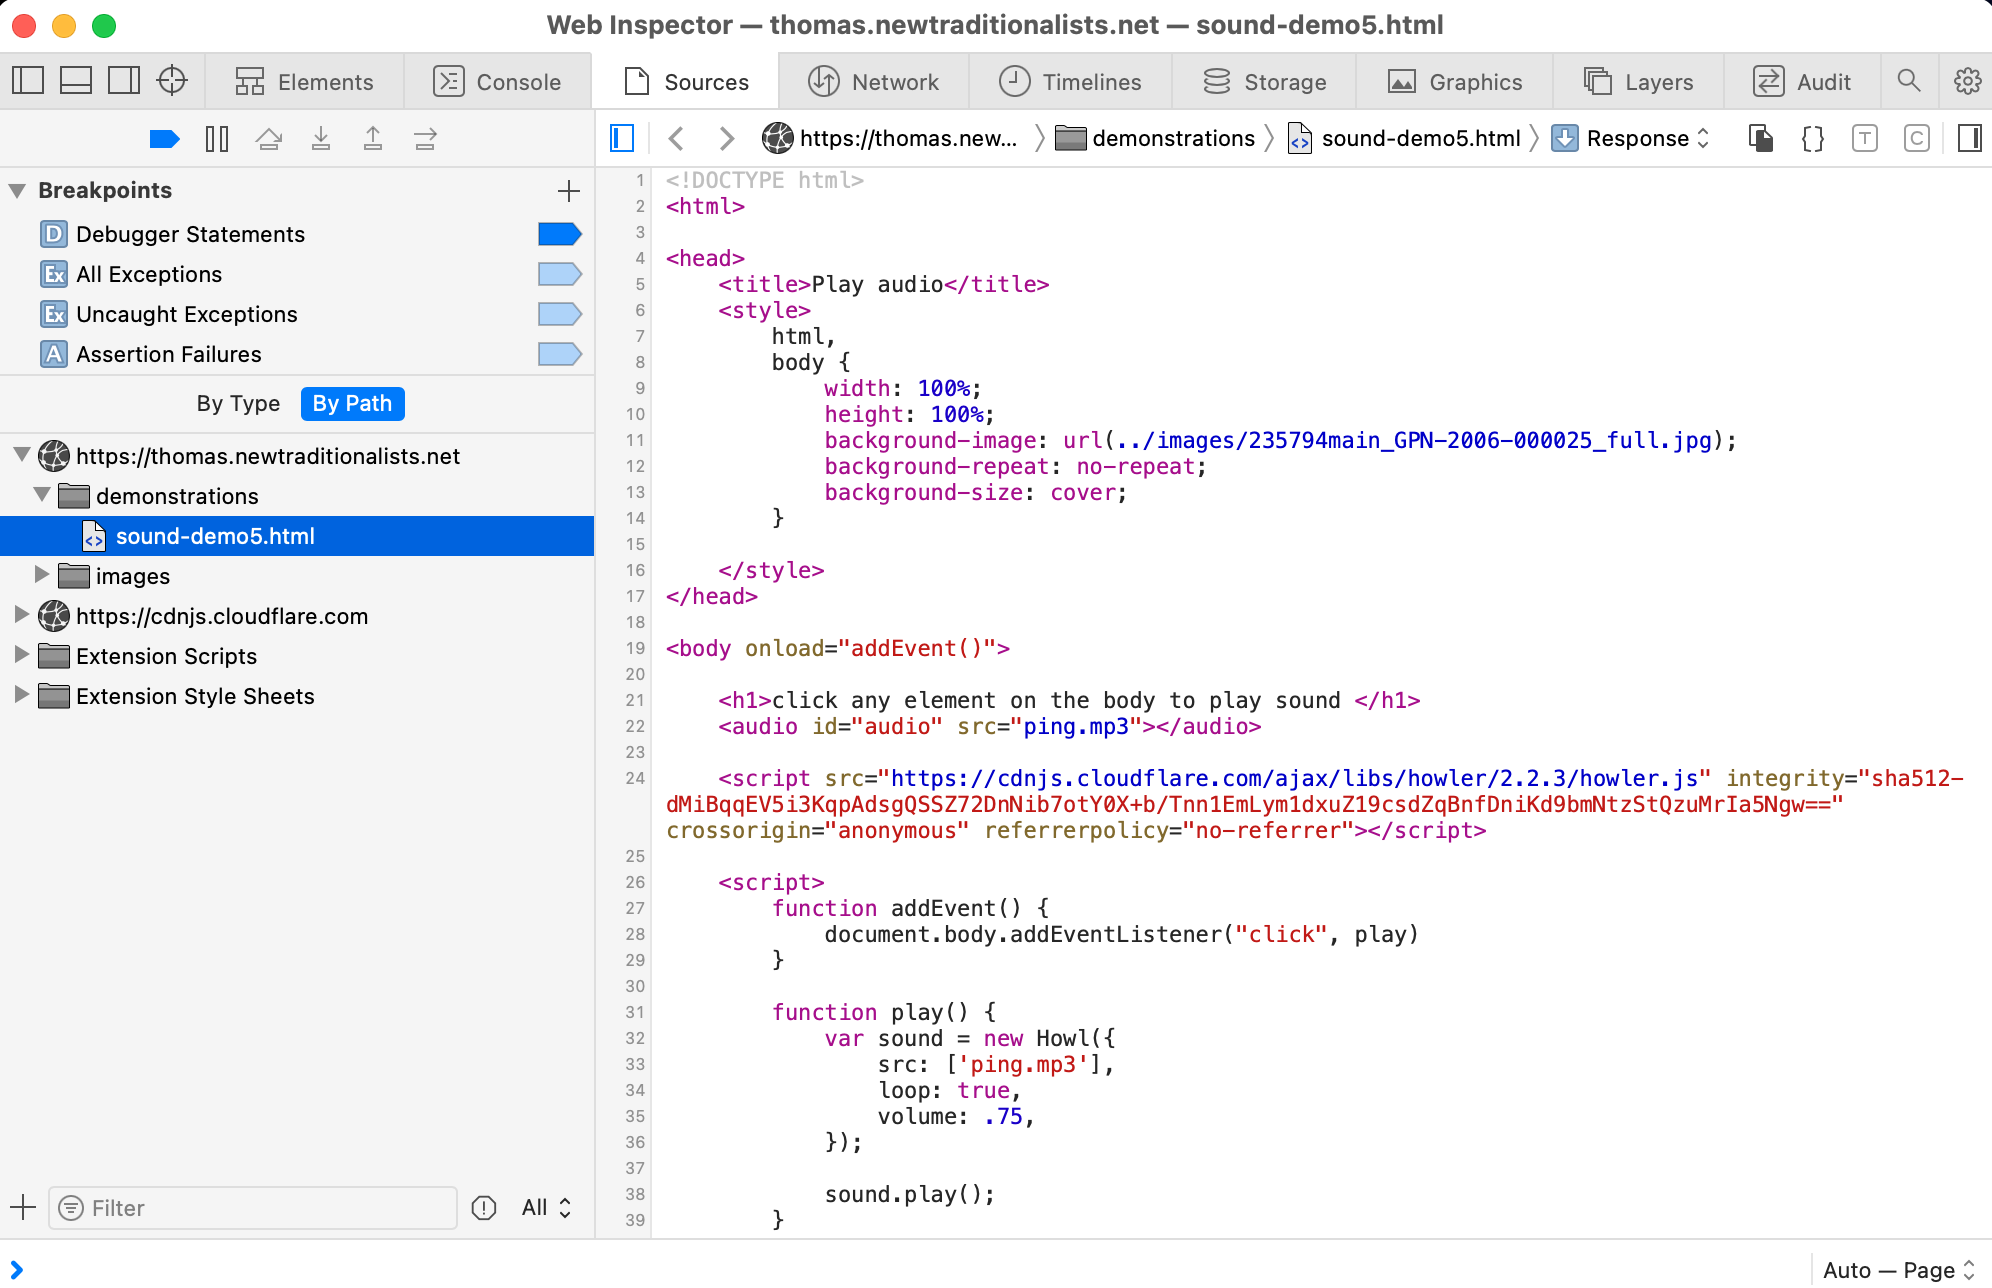 Web Inspector — thomas.newtraditionalists.net — sound-demo5.html
Elements
Console
Sources
Network
Timelines
Storage
Graphics
Layers
Audit
https://thomas.new... demonstrations sound-demo5.html Response {} T C
Breakpoints
D Debugger Statements
Ex All Exceptions
Ex Uncaught Exceptions
A Assertion Failures
By Type By Path
https://thomas.newtraditionalists.net
demonstrations
sound-demo5.html
images
https://cdnjs.cloudflare.com
Extension Scripts
Extension Style Sheets
Filter
All
1 <!DOCTYPE html>
2 <html>
3
4 <head>
5 <title>Play audio</title>
6 <style>
7 html,
8 body {
9 width: 100%;
10 height: 100%;
11 background-image: url(../images/235794main_GPN-2006-000025_full.jpg);
12 background-repeat: no-repeat;
13 background-size: cover;
14 }
15
16 </style>
17 </head>
18
19 <body onload="addEvent()">
20
21 <h1>click any element on the body to play sound </h1>
22 <audio id="audio" src="ping.mp3"></audio>
23
24 <script src="https://cdnjs.cloudflare.com/ajax/libs/howler/2.2.3/howler.js" integrity="sha512-
dMiBqqEV5i3KqpAdsgQSSZ72DnNib7otY0X+b/Tnn1EmLym1dxuZ19csdZqBnfDniKd9bmNtzStQzuMrIa5Ngw=="
crossorigin="anonymous" referrerpolicy="no-referrer"></script>
25
26 <script>
27 function addEvent() {
28 document.body.addEventListener("click", play)
29 }
30
31 function play() {
32 var sound = new Howl({
33 src: ['ping.mp3'],
34 loop: true,
35 volume: .75,
36 });
37
38 sound.play();
39 }
Auto — Page